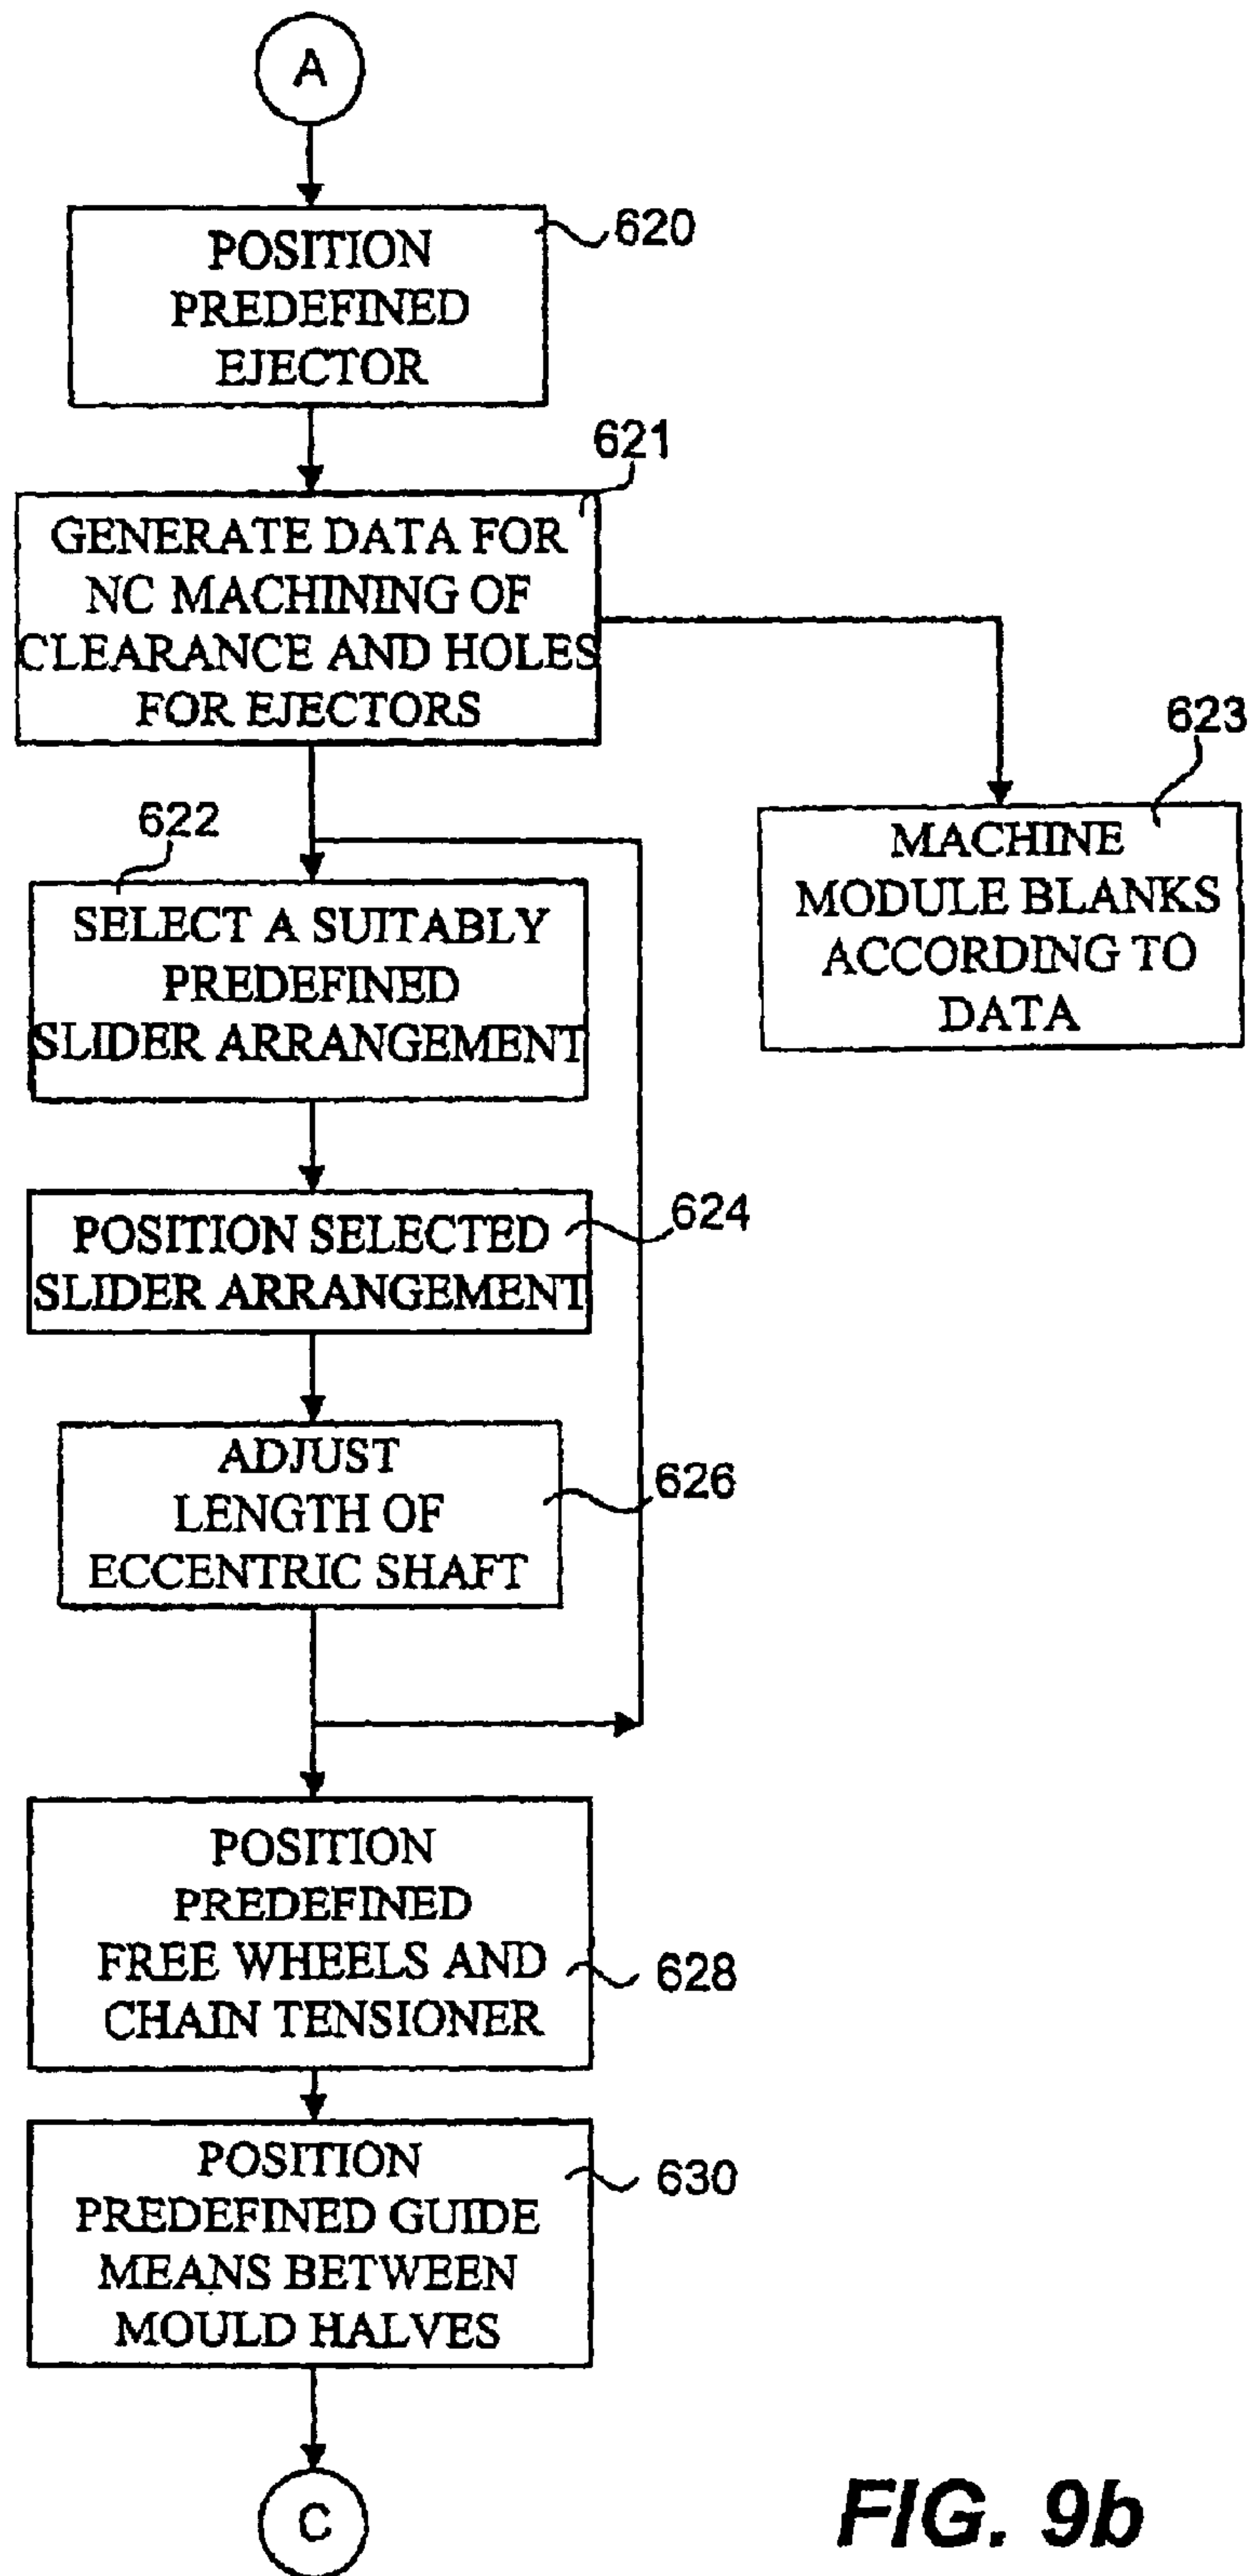 A
POSITION
PREDEFINED
EJECTOR
620
621
GENERATE DATA FOR
NC MACHINING OF
CLEARANCE AND HOLES
FOR EJECTORS
623
MACHINE
MODULE BLANKS
ACCORDING TO
DATA
622
SELECT A SUITABLY
PREDEFINED
SLIDER ARRANGEMENT
POSITION SELECTED
SLIDER ARRANGEMENT
624
ADJUST
LENGTH OF
ECCENTRIC SHAFT
626
POSITION
PREDEFINED
FREE WHEELS AND
CHAIN TENSIONER
628
POSITION
PREDEFINED GUIDE
MEANS BETWEEN
MOULD HALVES
630
C
FIG. 9b